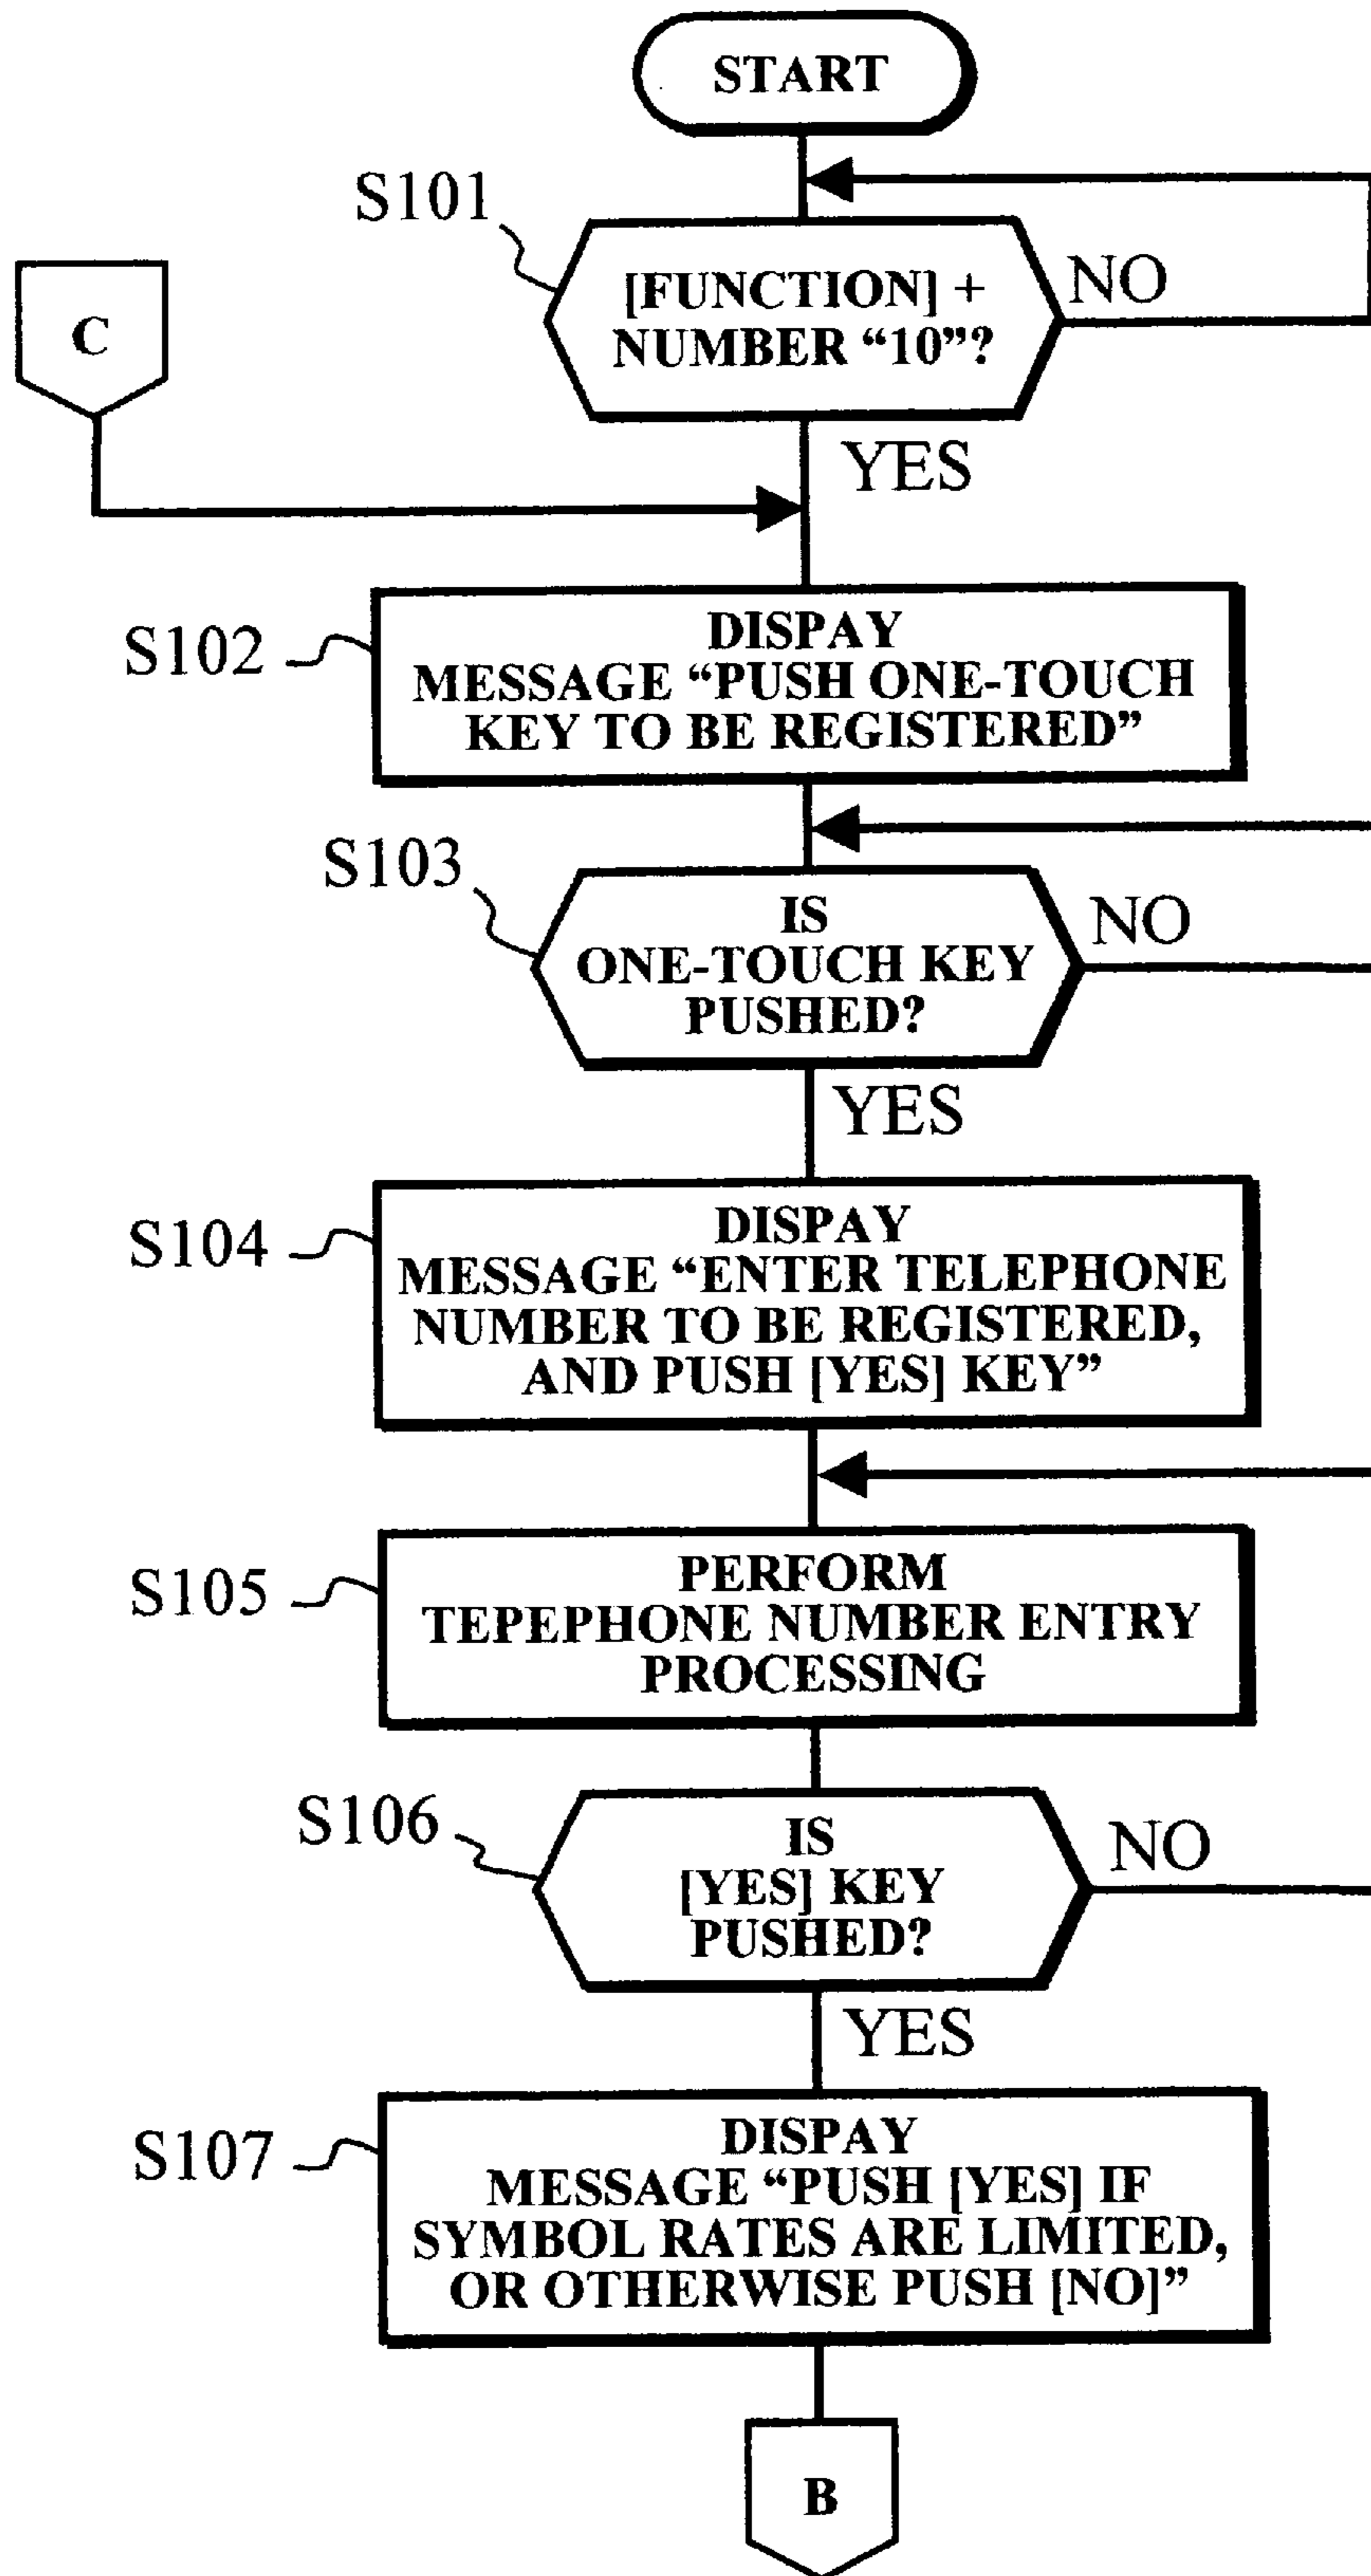 START
S101
[FUNCTION] +
NUMBER “10”?
NO
C
YES
S102
DISPAY
MESSAGE “PUSH ONE-TOUCH
KEY TO BE REGISTERED”
S103
IS
ONE-TOUCH KEY
PUSHED?
NO
YES
S104
DISPAY
MESSAGE “ENTER TELEPHONE
NUMBER TO BE REGISTERED,
AND PUSH [YES] KEY”
S105
PERFORM
TEPEPHONE NUMBER ENTRY
PROCESSING
S106
IS
[YES] KEY
PUSHED?
NO
YES
S107
DISPAY
MESSAGE “PUSH [YES] IF
SYMBOL RATES ARE LIMITED,
OR OTHERWISE PUSH [NO]”
B